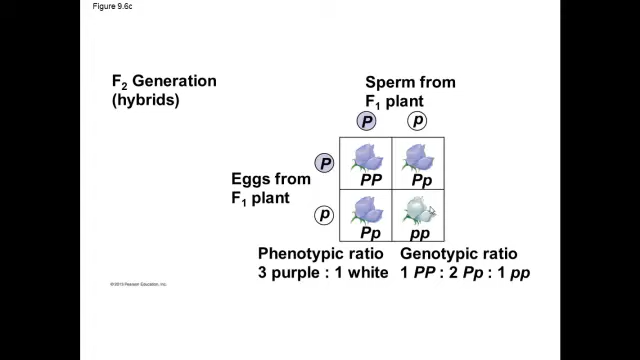 Figure 9.6c
F2 Generation
(hybrids)
Sperm from
F1 plant
P p
Eggs from
F1 plant
P
PP Pp
p
Pp pp
Phenotypic ratio
3 purple : 1 white
Genotypic ratio
1 PP : 2 Pp : 1 pp
© 2013 Pearson Education, Inc.